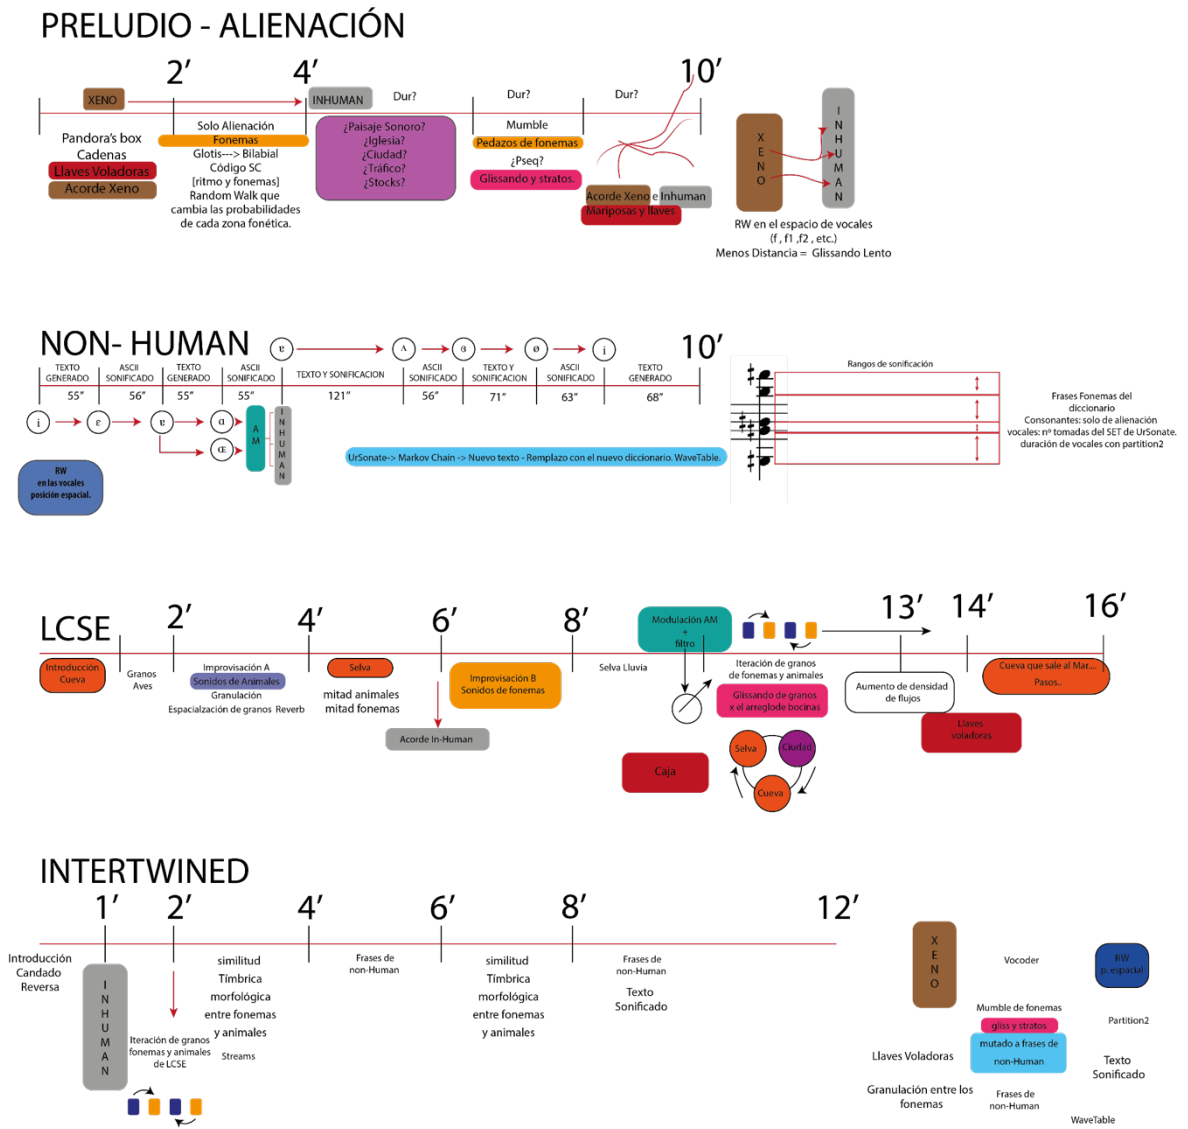 PRELUDIO - ALIENACIÓN
2’
4’
10’
XENO
INHUMAN
Dur?
Dur?
Dur?
Pandora's box
Cadenas
Llaves Voladoras
Acorde Xeno
Solo Alienación
Fonemas
Glotis---> Bilabial
Código SC
[ritmo y fonemas]
Random Walk que
cambia las probabilidades
de cada zona fonética.
¿Paisaje Sonoro?
¿Iglesia?
¿Ciudad?
¿Tráfico?
¿Stocks?
Mumble
Pedazos de fonemas
¿Pseq?
Glissando y stratos.
Acorde Xeno e Inhuman
Mariposas y llaves
XENO
INHUMAN
RW en el espacio de vocales
(f , f1 ,f2 , etc.)
Menos Distancia = Glissando Lento
NON- HUMAN
10’
ɐ
ʌ
ɞ
ø
i
TEXTO
GENERADO
55”
ASCII
SONIFICADO
56”
TEXTO
GENERADO
55”
ASCII
SONIFICADO
55”
TEXTO Y SONIFICACION
121”
ASCII
SONIFICADO
56”
TEXTO Y
SONIFICACION
71”
ASCII
SONIFICADO
63”
TEXTO
GENERADO
68”
i
ɛ
ɐ
ɑ
Œ
AM
INHUMAN
RW
en las vocales
posición espacial.
UrSonate-> Markov Chain -> Nuevo texto - Remplazo con el nuevo diccionario. WaveTable.
Rangos de sonificación
Frases Fonemas del
diccionario
Consonantes: solo de alienación
vocales: nº tomadas del SET de UrSonate.
duración de vocales con partition2
LCSE
2’
4’
6’
8’
13’
14’
16’
Introducción
Cueva
Granos
Aves
Improvisación A
Sonidos de Animales
Granulación
Espacialzación de granos Reverb
Selva
mitad animales
mitad fonemas
Acorde In-Human
Improvisación B
Sonidos de fonemas
Selva Lluvia
Modulación AM
+
filtro
Caja
Iteración de granos
de fonemas y animales
Glissando de granos
x el arreglode bocinas
Selva
Ciudad
Cueva
Aumento de densidad
de flujos
Llaves
voladoras
Cueva que sale al Mar....
Pasos..
INTERTWINED
1’
2’
4’
6’
8’
12’
Introducción
Candado
Reversa
INHUMAN
Iteración de granos
fonemas y animales
de LCSE
similitud
Tímbrica
morfológica
entre fonemas
y animales
Streams
Frases de
non-Human
similitud
Tímbrica
morfológica
entre fonemas
y animales
Frases de
non-Human
Texto
Sonificado
XENO
Vocoder
RW
p. espacial
Mumble de fonemas
gliss y stratos
mutado a frases de
non-Human
Partition2
Llaves Voladoras
Texto
Sonificado
Granulación entre los
fonemas
Frases de
non-Human
WaveTable